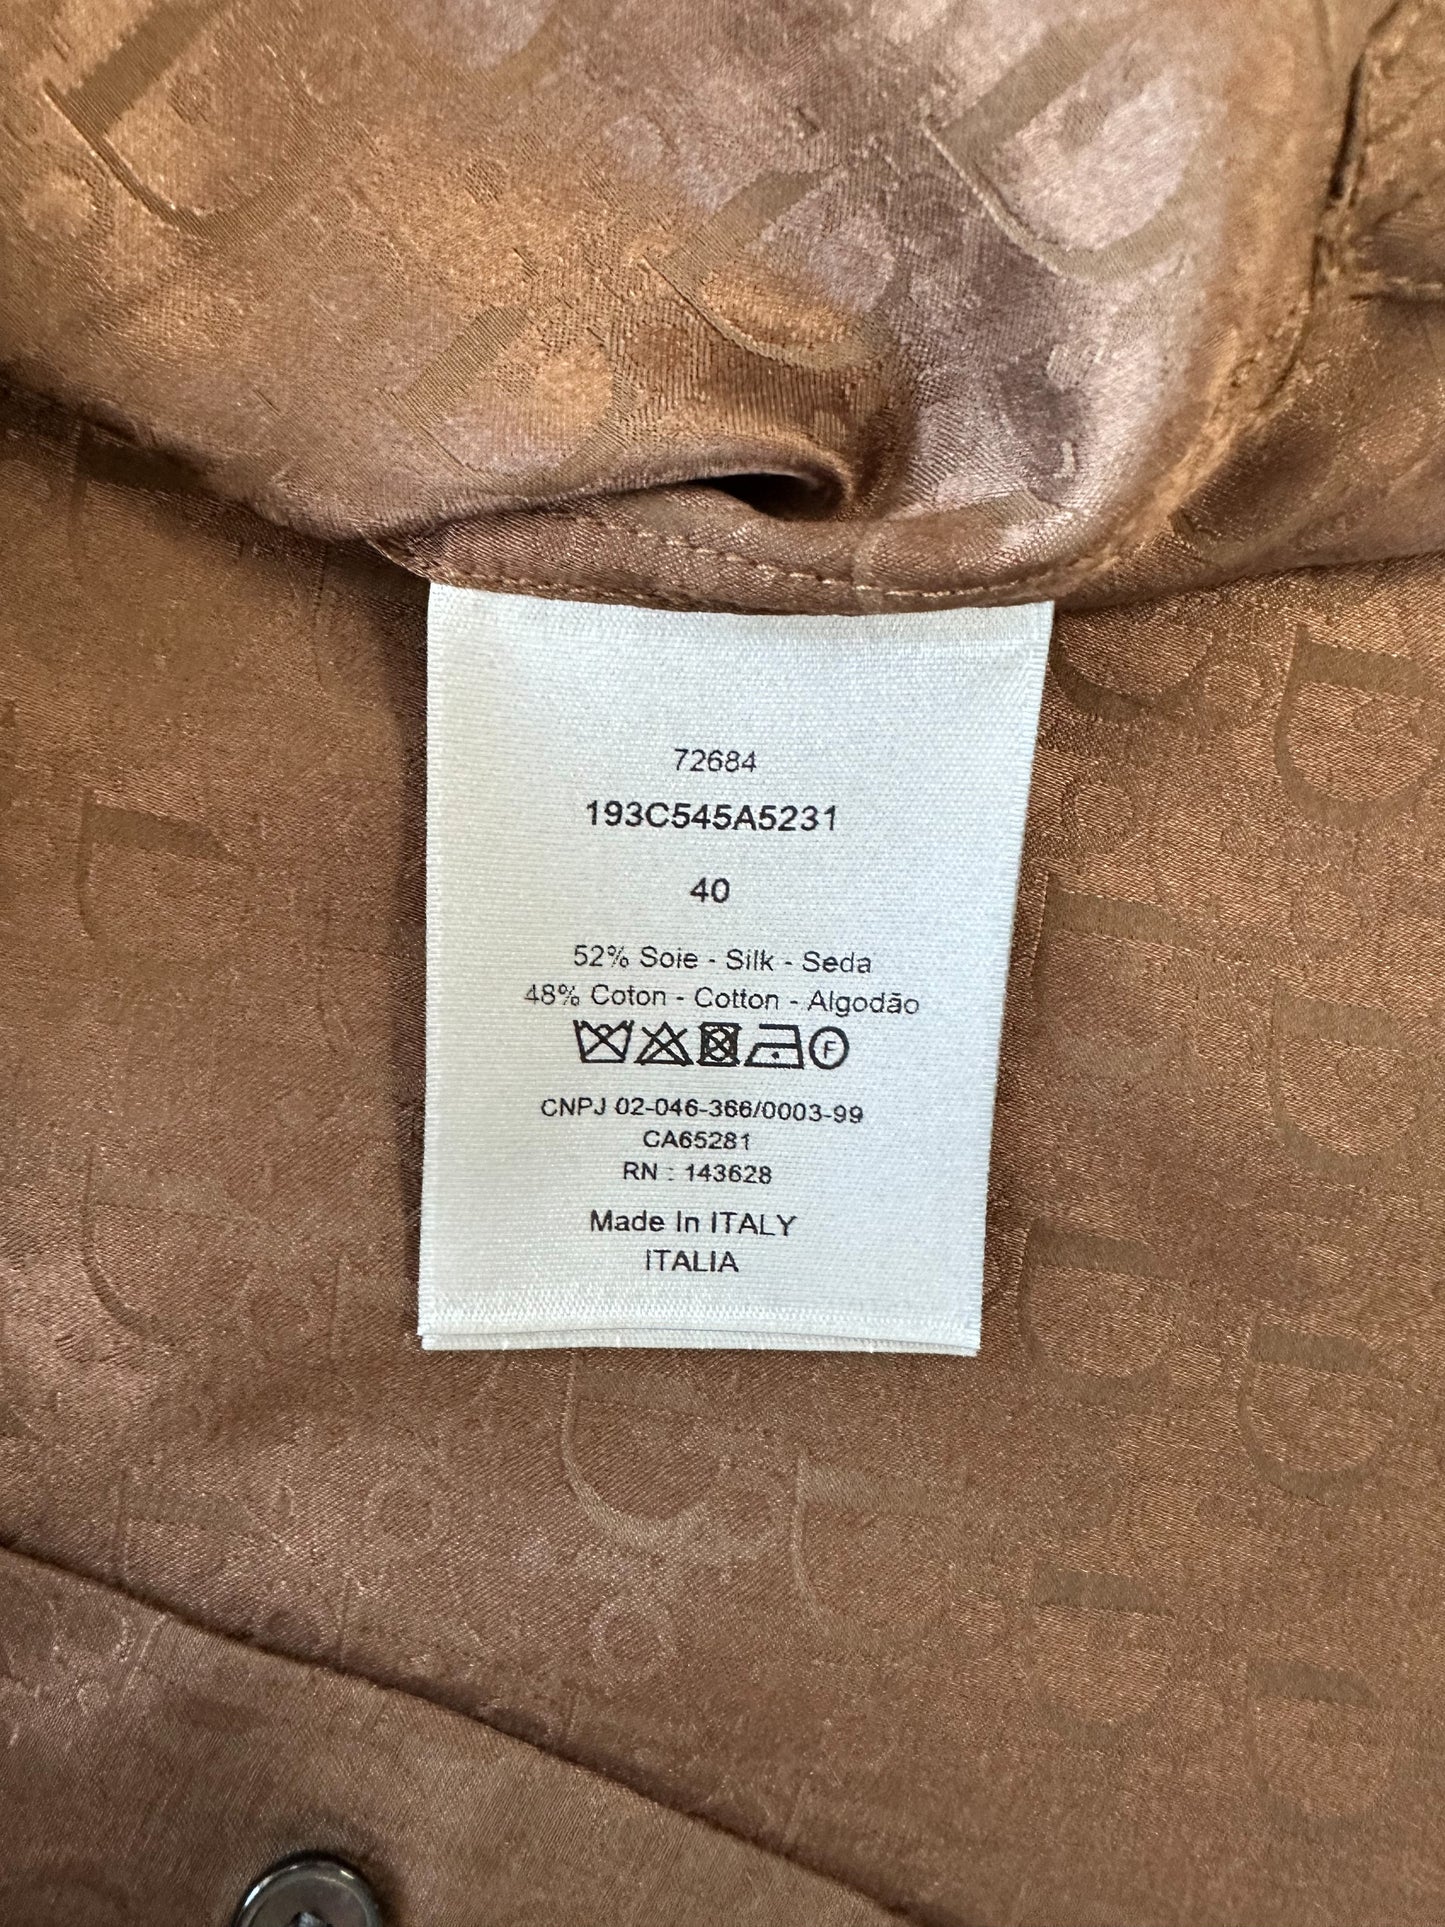 72684
193C545A5231
40
52% Soie - Silk - Seda
48% Coton - Cotton - Algodão
F
CNPJ 02-046-366/0003-99
CA65281
RN : 143628
Made In ITALY
ITALIA